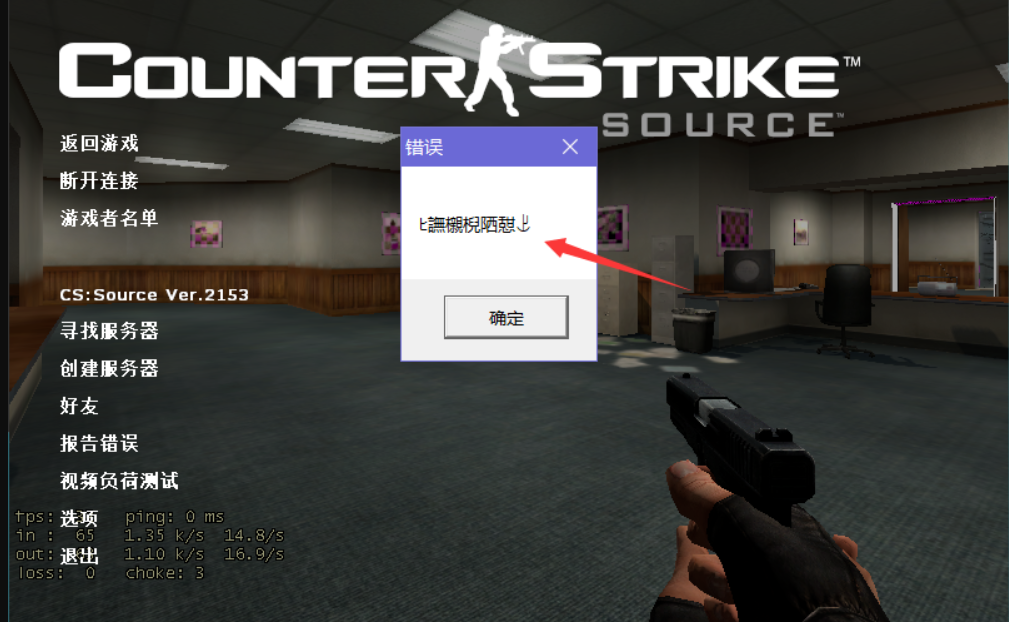 COUNTER STRIKE™
SOURCE™
返回游戏
断开连接
游戏者名单
错误
确定
CS:Source Ver.2153
寻找服务器
创建服务器
好友
报告错误
视频负荷测试
选项
退出
fps: ping: 0 ms
in : 65 1.35 k/s 14.8/s
out: 1.10 k/s 16.9/s
loss: 0 choke: 3